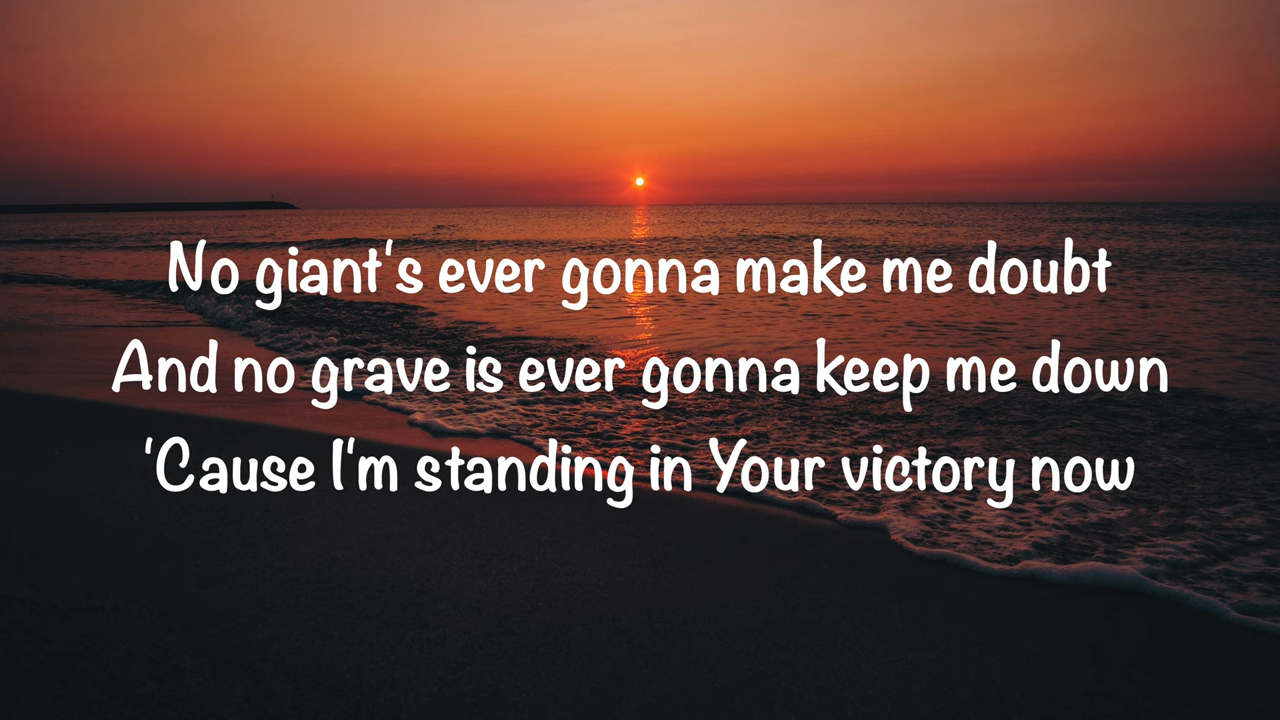 No giant's ever gonna make me doubt
And no grave is ever gonna keep me down
'Cause I'm standing in Your victory now